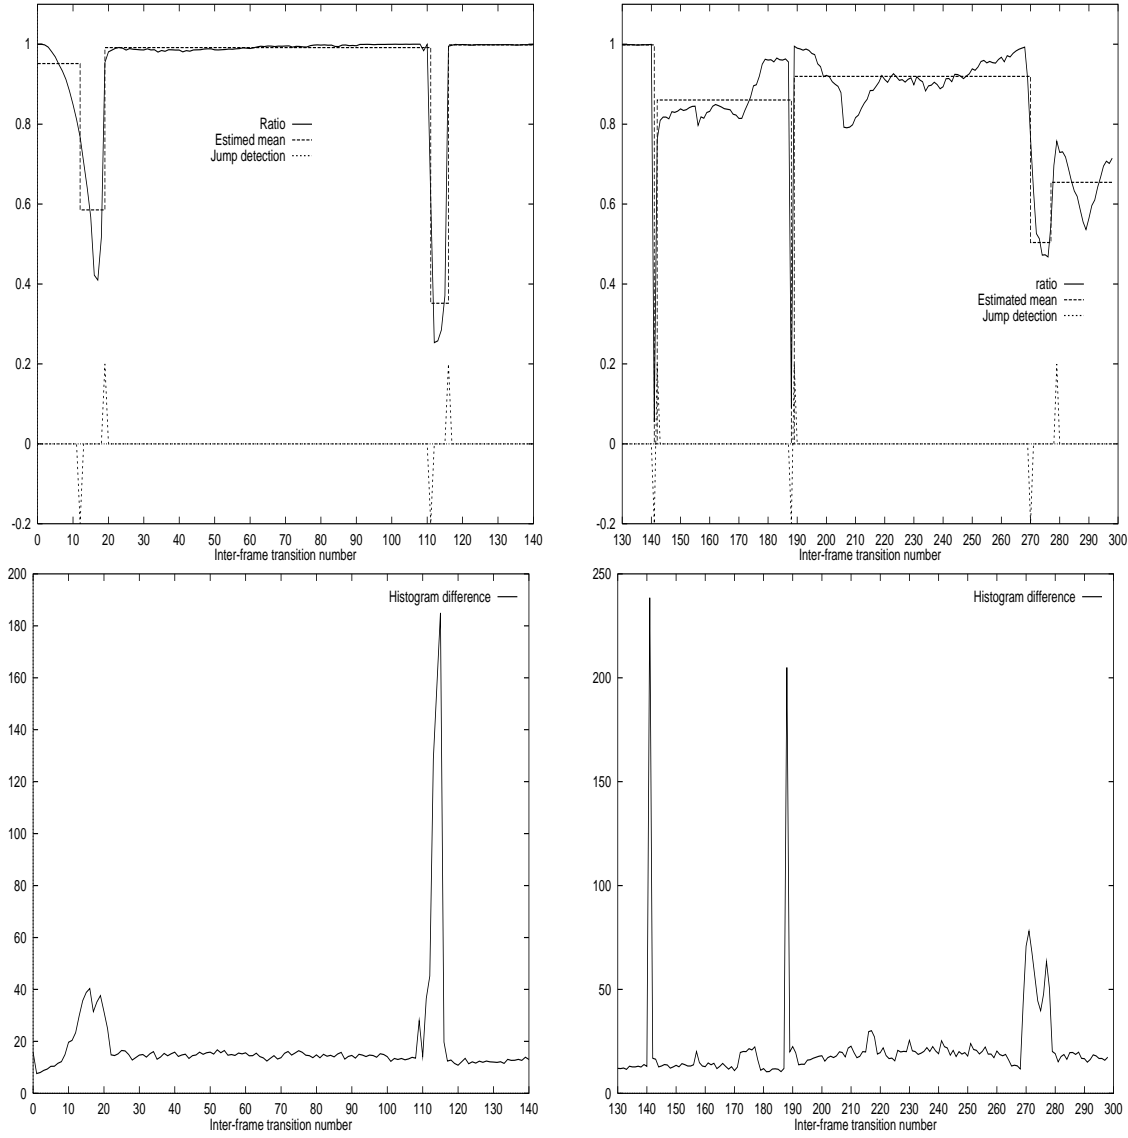 1
0.8
0.6
0.4
0.2
0
-0.2
0 10 20 30 40 50 60 70 80 90 100 110 120 130 140
Inter-frame transition number
Ratio
Estimed mean
Jump detection
1
0.8
0.6
0.4
0.2
0
-0.2
130 140 150 160 170 180 190 200 210 220 230 240 250 260 270 280 290 300
Inter-frame transition number
ratio
Estimated mean
Jump detection
200
180
160
140
120
100
80
60
40
20
0
0 10 20 30 40 50 60 70 80 90 100 110 120 130 140
Inter-frame transition number
Histogram difference
250
200
150
100
50
0
130 140 150 160 170 180 190 200 210 220 230 240 250 260 270 280 290 300
Inter-frame transition number
Histogram difference